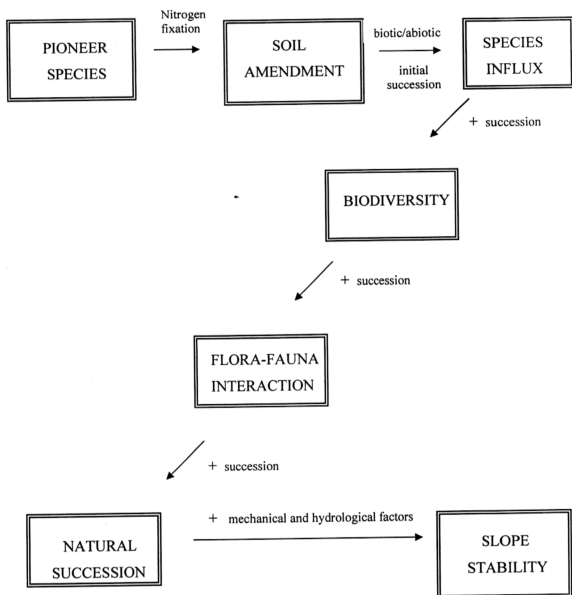 Nitrogen
fixation
PIONEER
SPECIES
SOIL
AMENDMENT
biotic/abiotic
initial
succession
SPECIES
INFLUX
+ succession
BIODIVERSITY
+ succession
FLORA-FAUNA
INTERACTION
+ succession
NATURAL
SUCCESSION
+ mechanical and hydrological factors
SLOPE
STABILITY